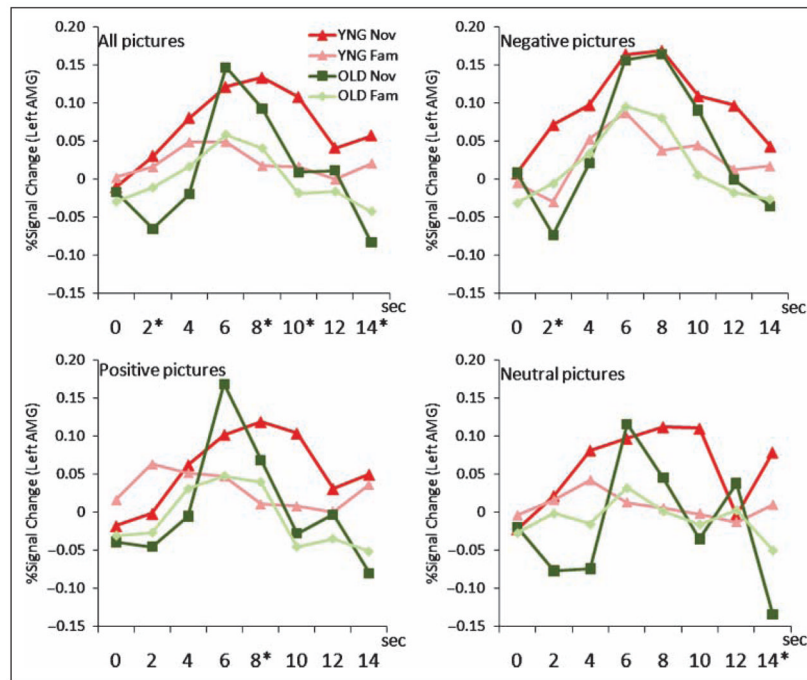 All pictures
YNG Nov
YNG Fam
OLD Nov
OLD Fam
%Signal Change (Left AMG)
0.20
0.15
0.10
0.05
0
−0.05
−0.10
−0.15
sec
0 2* 4 6 8* 10* 12 14*
Negative pictures
%Signal Change (Left AMG)
0.20
0.15
0.10
0.05
0
−0.05
−0.10
−0.15
sec
0 2* 4 6 8 10 12 14
Positive pictures
%Signal Change (Left AMG)
0.20
0.15
0.10
0.05
0
−0.05
−0.10
−0.15
sec
0 2 4 6 8* 10 12 14
Neutral pictures
%Signal Change (Left AMG)
0.20
0.15
0.10
0.05
0
−0.05
−0.10
−0.15
sec
0 2 4 6 8 10 12 14*